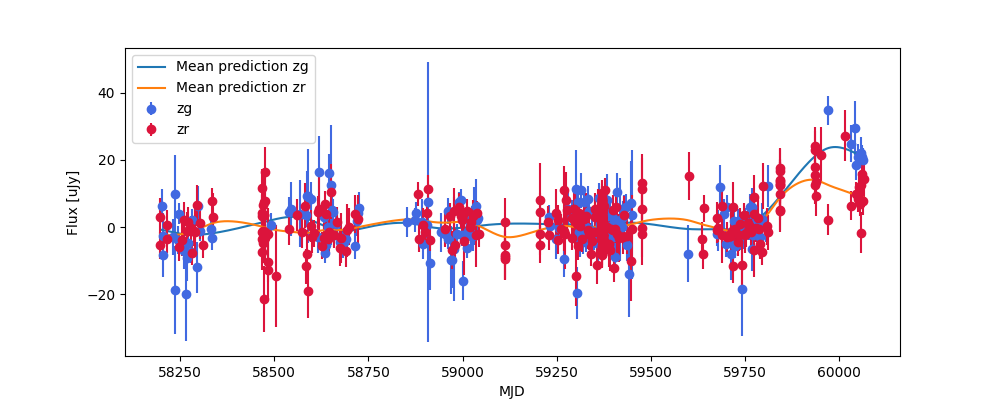 Mean prediction zg
Mean prediction zr
zg
zr
Flux [uJy]
40
20
0
−20
58250 58500 58750 59000 59250 59500 59750 60000
MJD